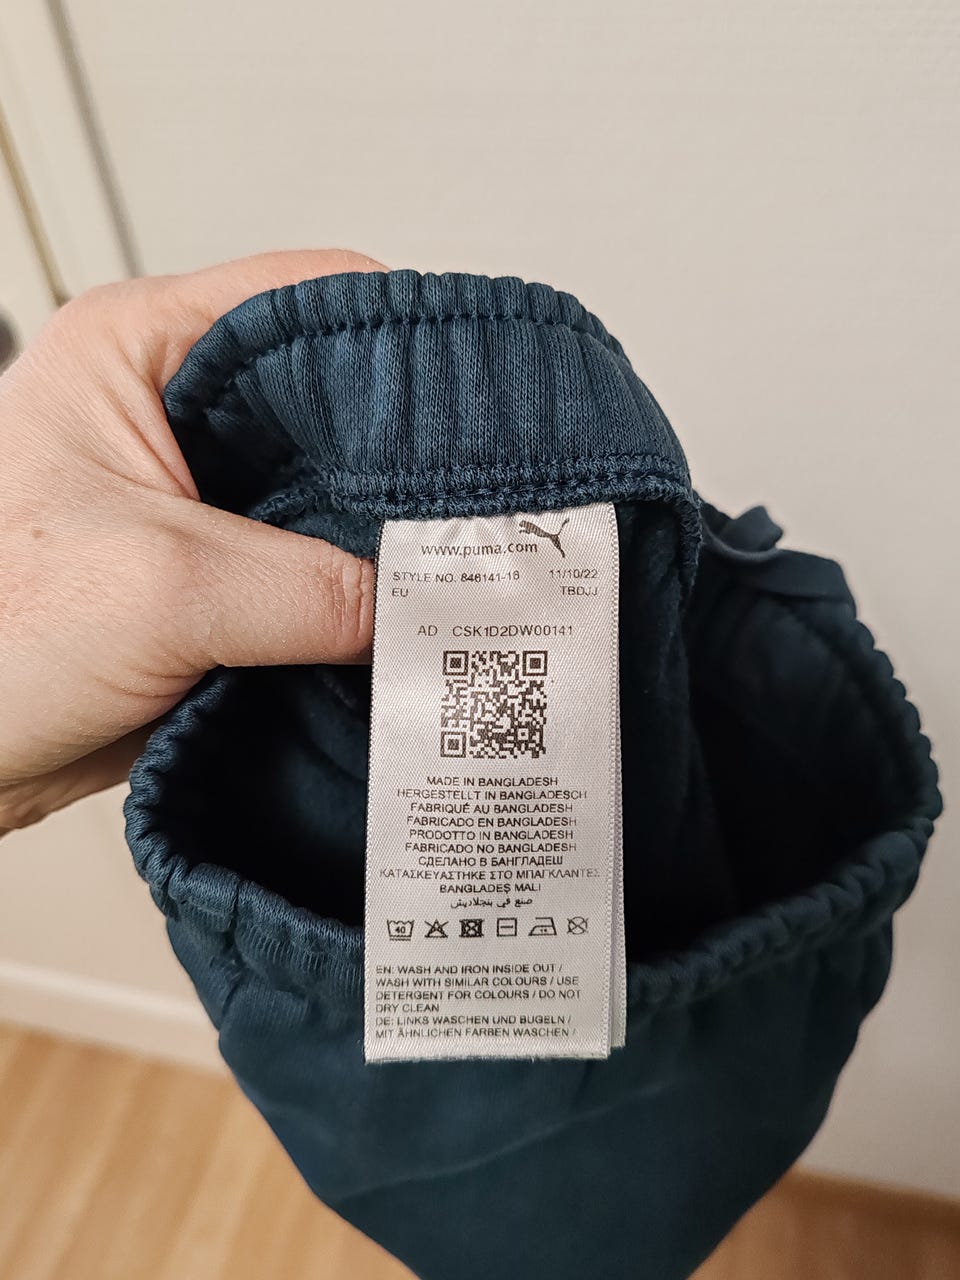 www.puma.com
STYLE NO. 846141-16 11/10/22
EU TBDJJ
AD CSK1D2DW00141
MADE IN BANGLADESH
HERGESTELLT IN BANGLADESCH
FABRIQUÉ AU BANGLADESH
FABRICADO EN BANGLADESH
PRODOTTO IN BANGLADESH
FABRICADO NO BANGLADESH
СДЕЛАНО В БАНГЛАДЕШ
ΚΑΤΑΣΚΕΥΑΣΤΗΚΕ ΣΤΟ ΜΠΑΓΚΛΑΝΤΕΣ
BANGLADEŞ MALI
صنع في بنجلاديش
40
EN: WASH AND IRON INSIDE OUT /
WASH WITH SIMILAR COLOURS / USE
DETERGENT FOR COLOURS / DO NOT
DRY CLEAN
DE: LINKS WASCHEN UND BÜGELN /
MIT ÄHNLICHEN FARBEN WASCHEN /